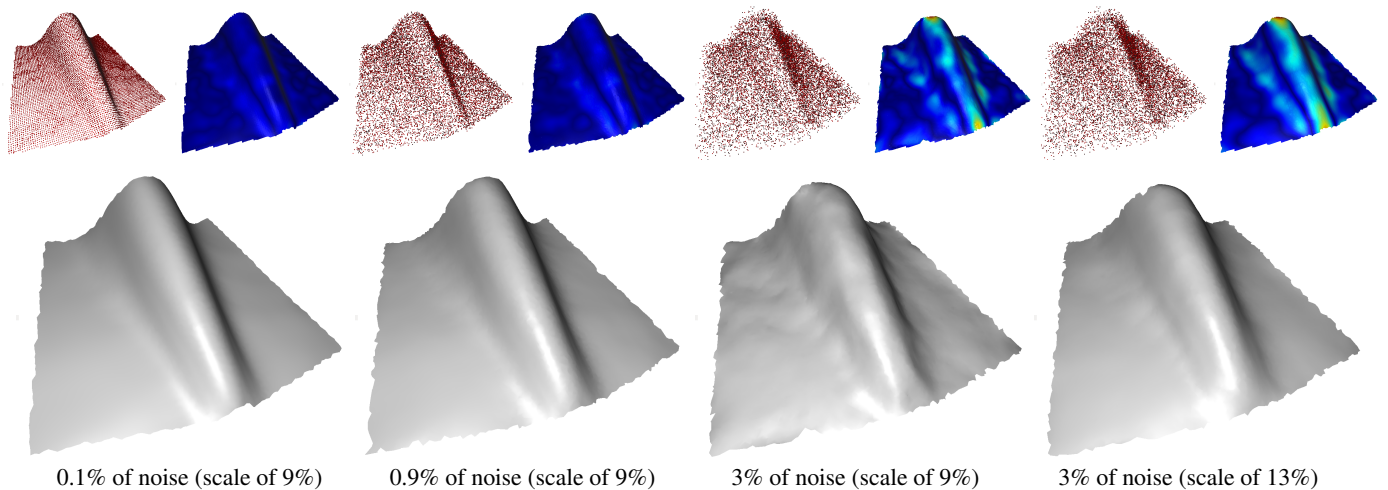 0.1% of noise (scale of 9%)
0.9% of noise (scale of 9%)
3% of noise (scale of 9%)
3% of noise (scale of 13%)